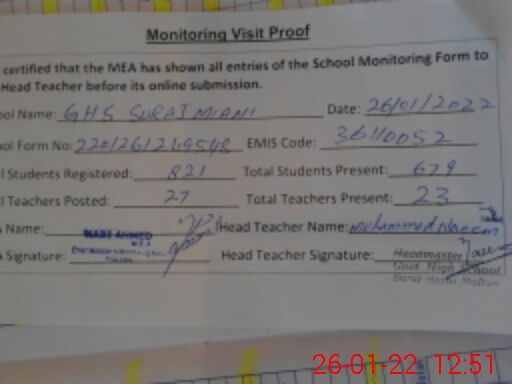 Monitoring Visit Proof
certified that the MEA has shown all entries of the School Monitoring Form to
Head Teacher before its online submission.
ool Name: GHS SURAJ MIANI Date: 26/01/2022
ool Form No: EMIS Code: 36110052
l Students Registered: 821 Total Students Present: 679
l Teachers Posted: 27 Total Teachers Present: 23
Name: Head Teacher Name: Muhammad Naeem
Signature: Head Teacher Signature:
Headmaster
Govt. High School
26-01-22 12:51